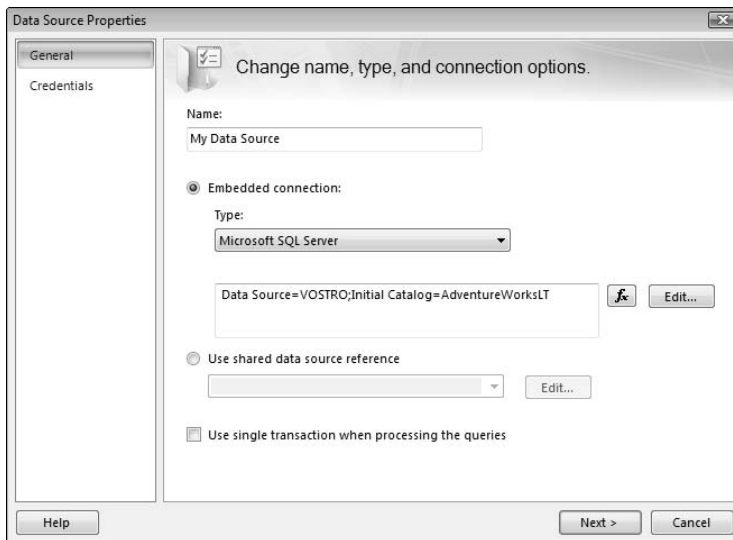 Data Source Properties
General
Credentials
Change name, type, and connection options.
Name:
My Data Source
Embedded connection:
Type:
Microsoft SQL Server
Data Source=VOSTRO;Initial Catalog=AdventureWorksLT
fx
Edit...
Use shared data source reference
Edit...
Use single transaction when processing the queries
Help
Next >
Cancel